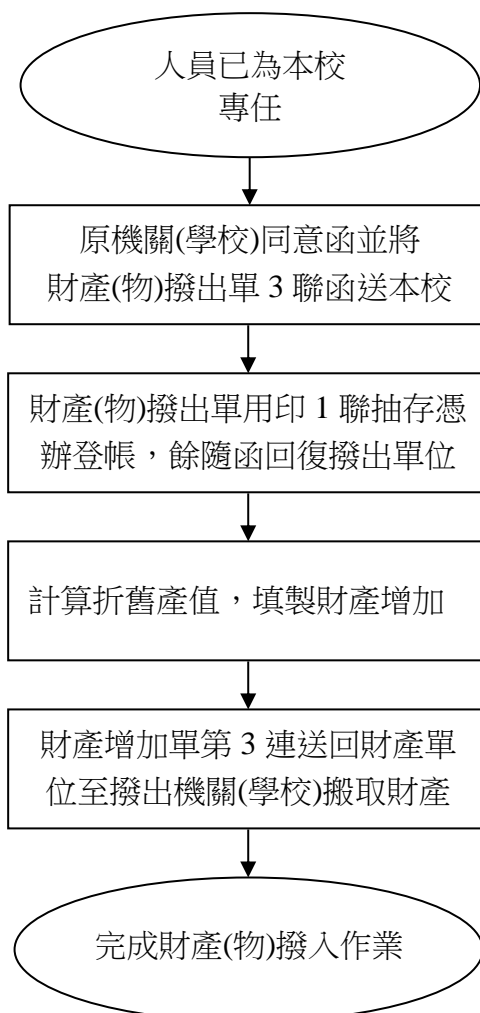 人員已為本校
專任
原機關(學校)同意函並將
財產(物)撥出單 3 聯函送本校
財產(物)撥出單用印 1 聯抽存憑
辦登帳，餘隨函回復撥出單位
計算折舊產值，填製財產增加
財產增加單第 3 連送回財產單
位至撥出機關(學校)搬取財產
完成財產(物)撥入作業